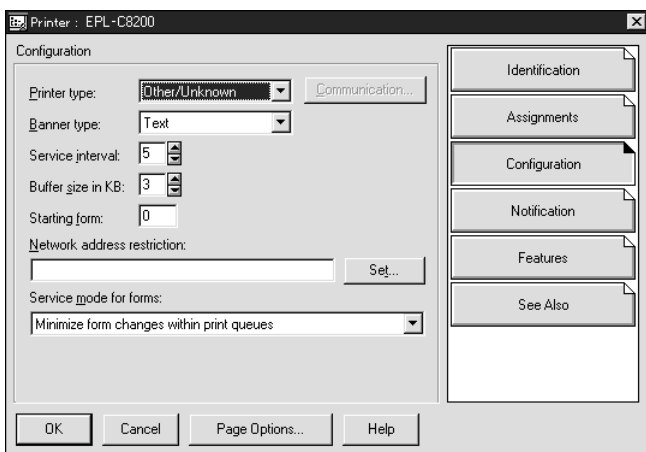 Printer : EPL-C8200
Configuration
Printer type:
Other/Unknown
Communication...
Banner type:
Text
Service interval:
5
Buffer size in KB:
3
Starting form:
0
Network address restriction:
Set...
Service mode for forms:
Minimize form changes within print queues
OK
Cancel
Page Options...
Help
Identification
Assignments
Configuration
Notification
Features
See Also